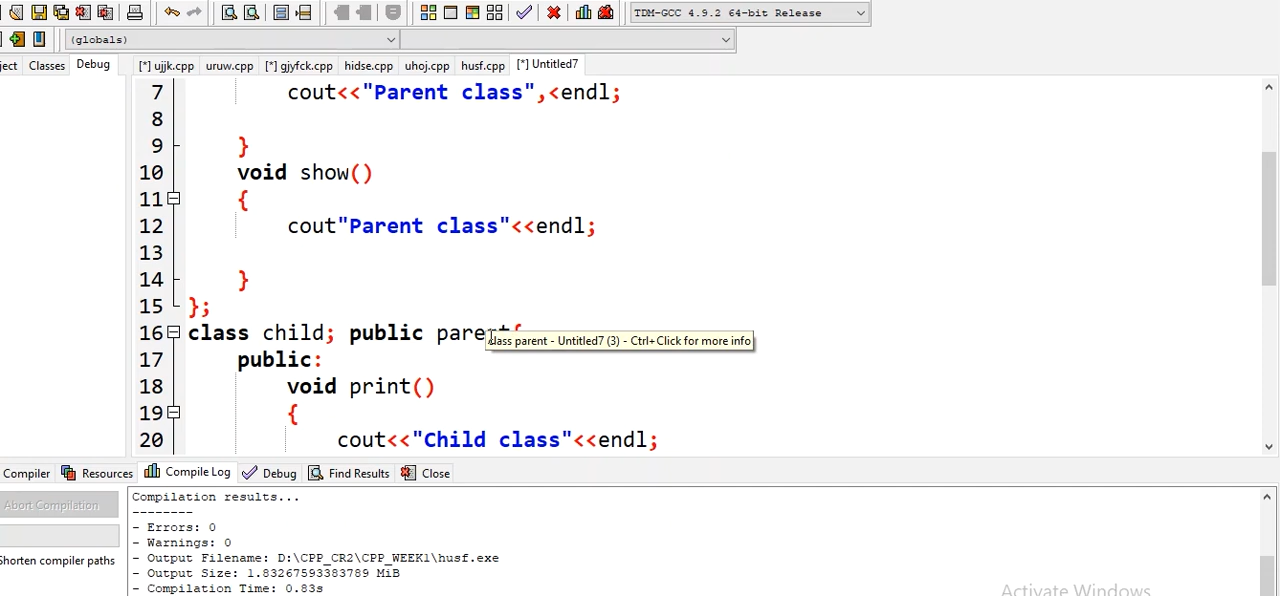 TDM-GCC 4.9.2 64-bit Release
(globals)
ject Classes Debug [*] ujjk.cpp uruw.cpp [*] gjyfck.cpp hidse.cpp uhoj.cpp husf.cpp [*] Untitled7
7 cout<<"Parent class",<endl;
8
9 }
10 void show()
11 {
12 cout"Parent class"<<endl;
13
14 }
15 };
16 class child; public parent{
class parent - Untitled7 (3) - Ctrl+Click for more info
17 public:
18 void print()
19 {
20 cout<<"Child class"<<endl;
Compiler Resources Compile Log Debug Find Results Close
Abort Compilation
Shorten compiler paths
Compilation results...
--------
- Errors: 0
- Warnings: 0
- Output Filename: D:\CPP_CR2\CPP_WEEK1\husf.exe
- Output Size: 1.83267593383789 MiB
- Compilation Time: 0.83s
Activate Windows